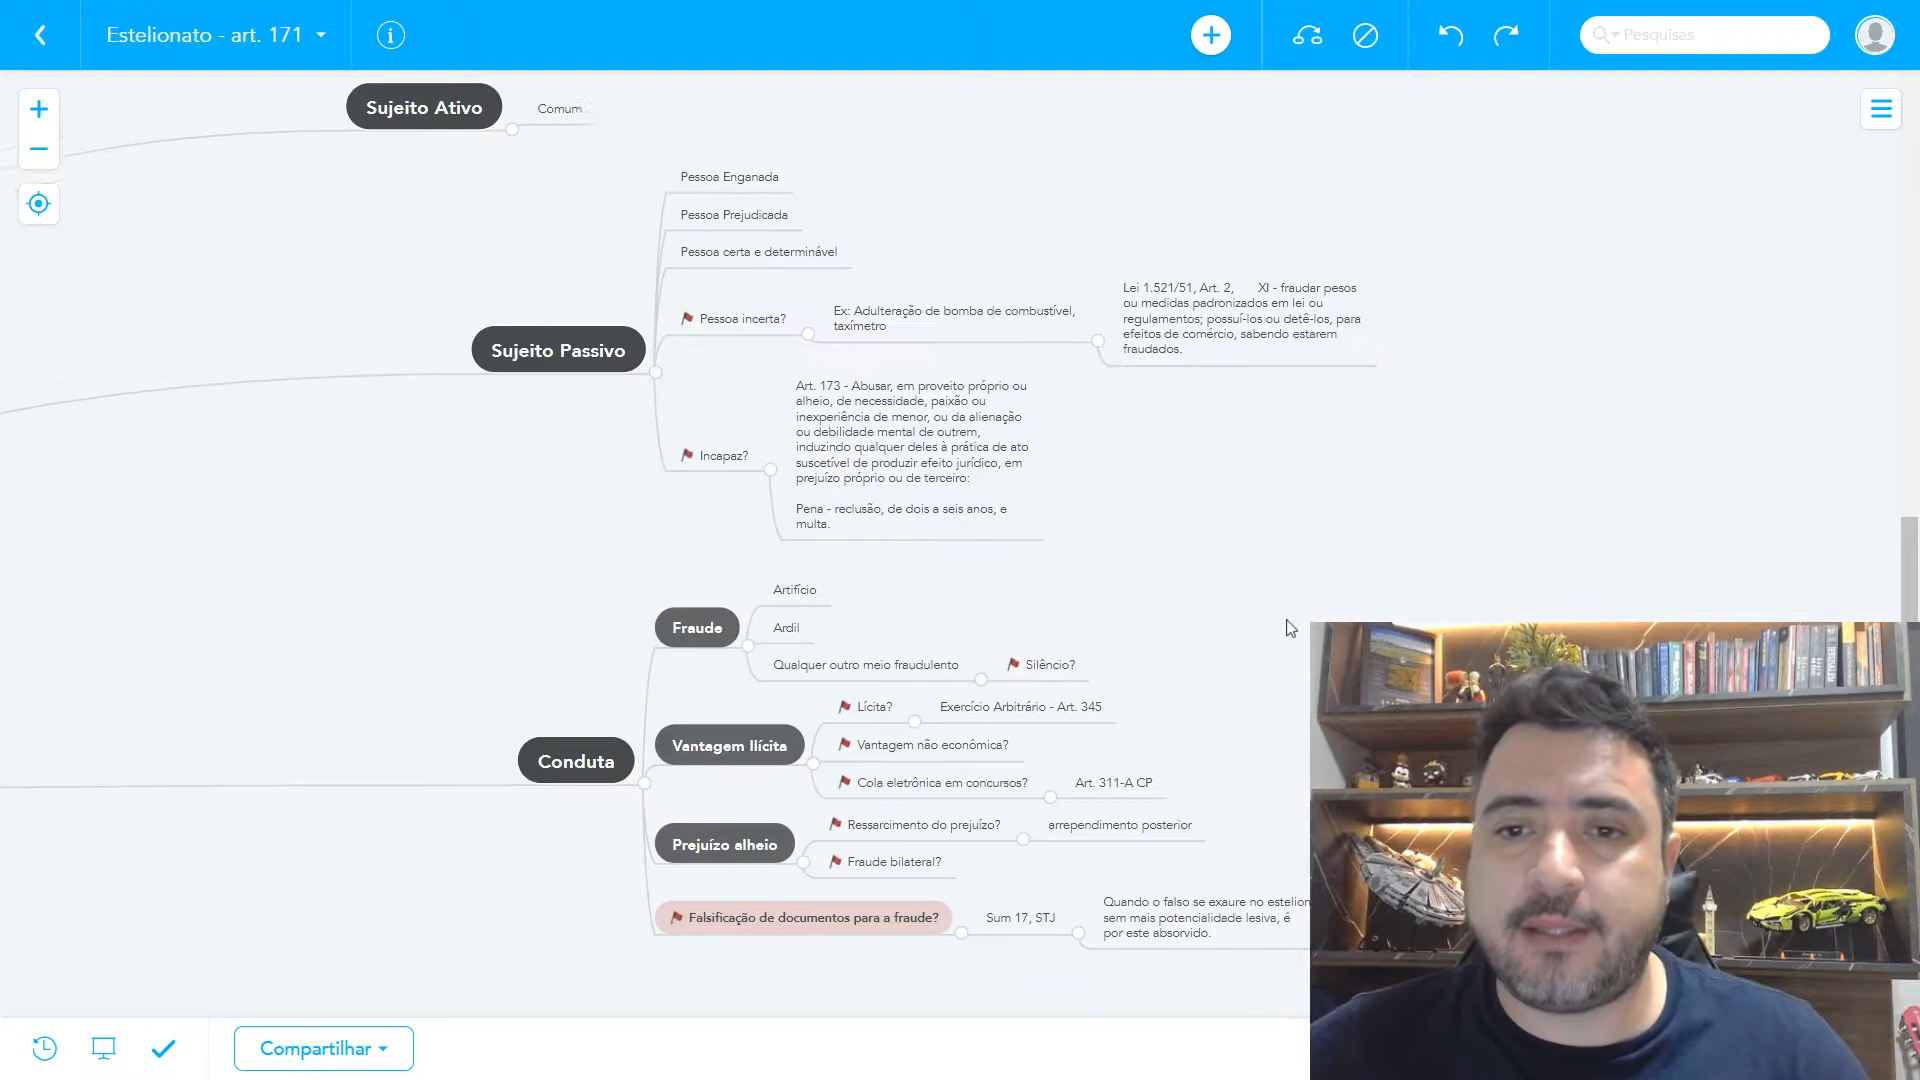 Estelionato - art. 171
Pesquisas
Sujeito Ativo
Comum
Sujeito Passivo
Pessoa Enganada
Pessoa Prejudicada
Pessoa certa e determinável
Pessoa incerta?
Ex: Adulteração de bomba de combustível,
taxímetro
Lei 1.521/51, Art. 2, XI - fraudar pesos
ou medidas padronizados em lei ou
regulamentos; possuí-los ou detê-los, para
efeitos de comércio, sabendo estarem
fraudados.
Incapaz?
Art. 173 - Abusar, em proveito próprio ou
alheio, de necessidade, paixão ou
inexperiência de menor, ou da alienação
ou debilidade mental de outrem,
induzindo qualquer deles à prática de ato
suscetível de produzir efeito jurídico, em
prejuízo próprio ou de terceiro:
Pena - reclusão, de dois a seis anos, e
multa.
Conduta
Fraude
Artifício
Ardil
Qualquer outro meio fraudulento
Silêncio?
Vantagem Ilícita
Lícita?
Exercício Arbitrário - Art. 345
Vantagem não econômica?
Cola eletrônica em concursos?
Art. 311-A CP
Prejuízo alheio
Ressarcimento do prejuízo?
arrependimento posterior
Fraude bilateral?
Falsificação de documentos para a fraude?
Sum 17, STJ
Quando o falso se exaure no estelion
sem mais potencialidade lesiva, é
por este absorvido.
Compartilhar